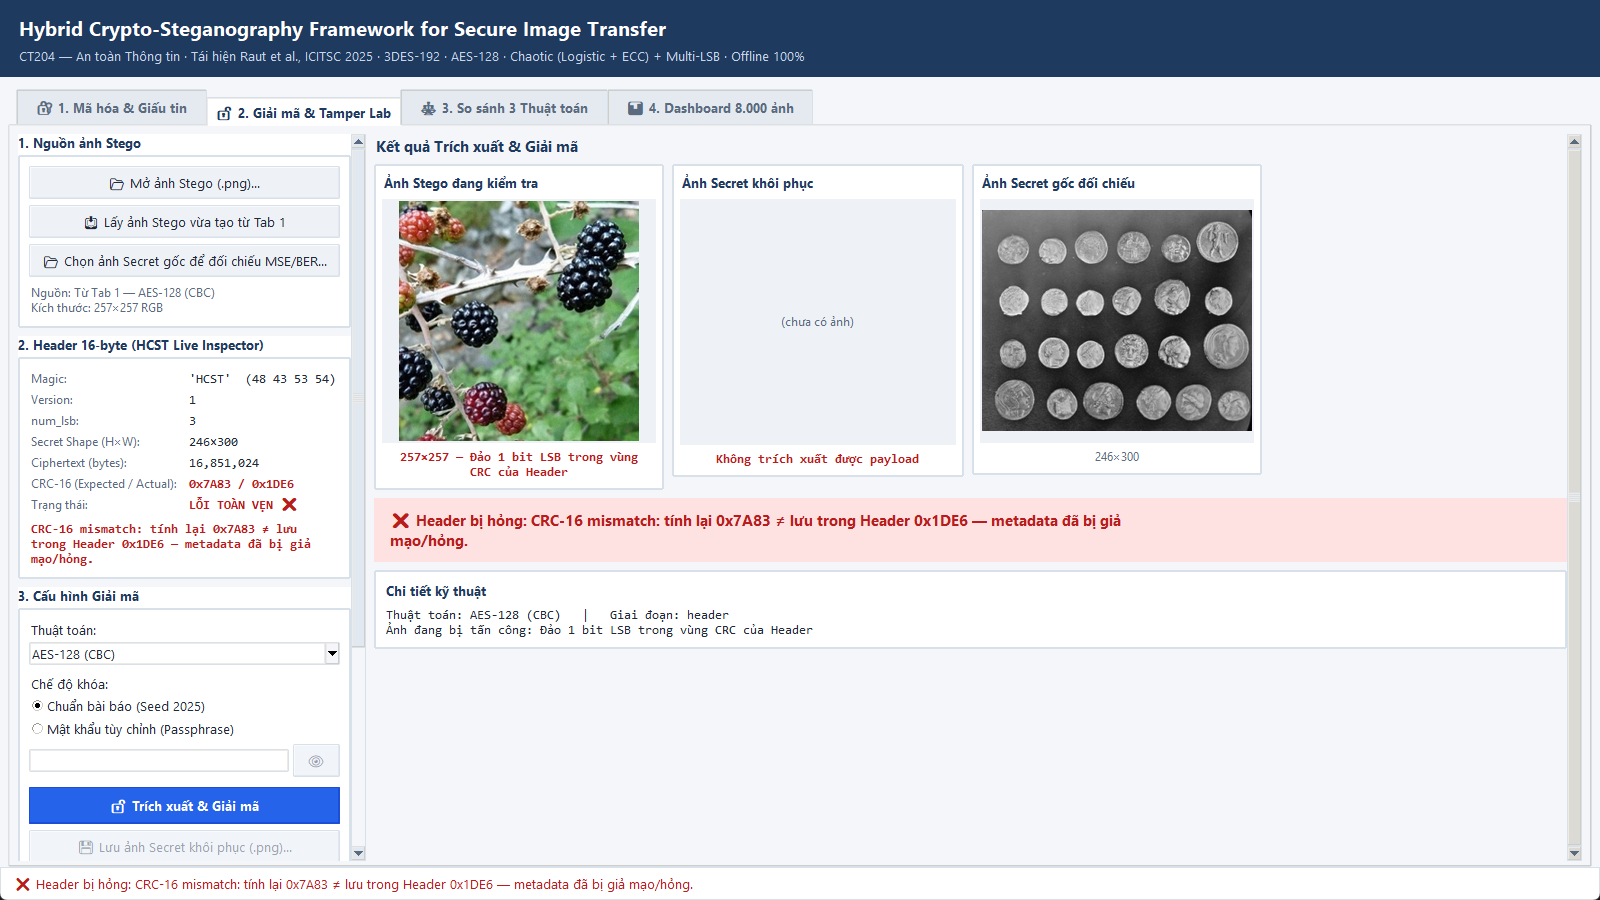 Hybrid Crypto-Steganography Framework for Secure Image Transfer
CT204 — An toàn Thông tin · Tái hiện Raut et al., ICITSC 2025 · 3DES-192 · AES-128 · Chaotic (Logistic + ECC) + Multi-LSB · Offline 100%
1. Mã hóa & Giấu tin
2. Giải mã & Tamper Lab
3. So sánh 3 Thuật toán
4. Dashboard 8.000 ảnh
1. Nguồn ảnh Stego
Mở ảnh Stego (.png)...
Lấy ảnh Stego vừa tạo từ Tab 1
Chọn ảnh Secret gốc để đối chiếu MSE/BER...
Nguồn: Từ Tab 1 — AES-128 (CBC)
Kích thước: 257×257 RGB
2. Header 16-byte (HCST Live Inspector)
Magic: 'HCST' (48 43 53 54)
Version: 1
num_lsb: 3
Secret Shape (H×W): 246×300
Ciphertext (bytes): 16,851,024
CRC-16 (Expected / Actual): 0x7A83 / 0x1DE6
Trạng thái: LỖI TOÀN VẸN ❌
CRC-16 mismatch: tính lại 0x7A83 ≠ lưu
trong Header 0x1DE6 — metadata đã bị giả
mạo/hỏng.
3. Cấu hình Giải mã
Thuật toán:
AES-128 (CBC)
Chế độ khóa:
Chuẩn bài báo (Seed 2025)
Mật khẩu tùy chỉnh (Passphrase)
Trích xuất & Giải mã
Lưu ảnh Secret khôi phục (.png)...
Kết quả Trích xuất & Giải mã
Ảnh Stego đang kiểm tra
257×257 — Đảo 1 bit LSB trong vùng
CRC của Header
Ảnh Secret khôi phục
(chưa có ảnh)
Không trích xuất được payload
Ảnh Secret gốc đối chiếu
246×300
❌ Header bị hỏng: CRC-16 mismatch: tính lại 0x7A83 ≠ lưu trong Header 0x1DE6 — metadata đã bị giả
mạo/hỏng.
Chi tiết kỹ thuật
Thuật toán: AES-128 (CBC) | Giai đoạn: header
Ảnh đang bị tấn công: Đảo 1 bit LSB trong vùng CRC của Header
❌ Header bị hỏng: CRC-16 mismatch: tính lại 0x7A83 ≠ lưu trong Header 0x1DE6 — metadata đã bị giả mạo/hỏng.